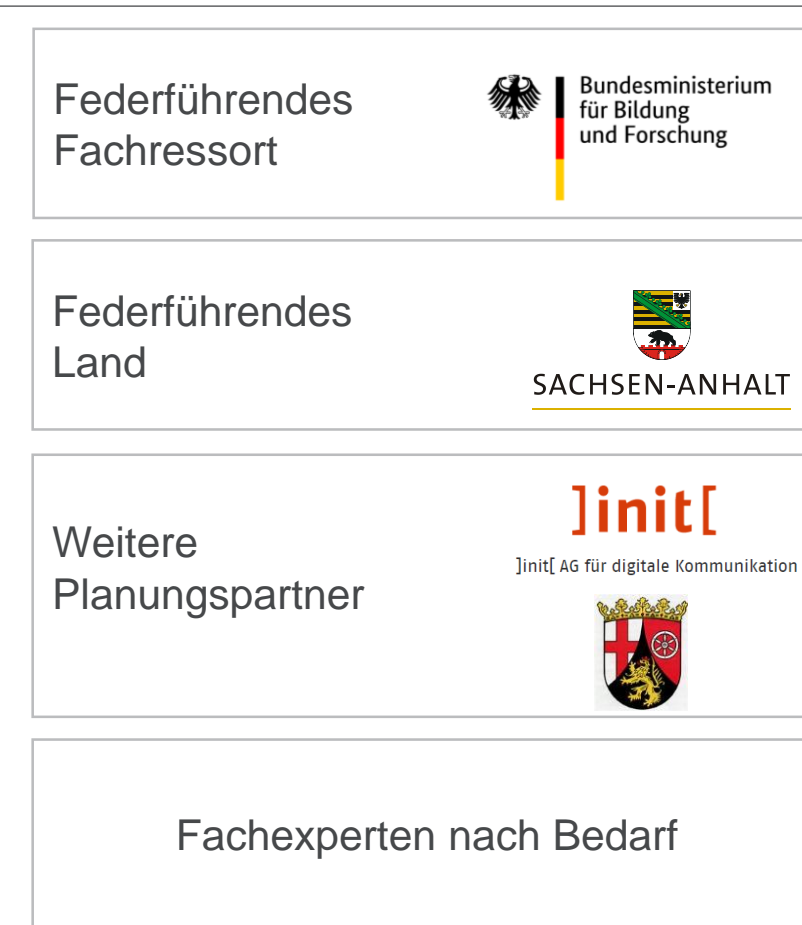 Federführendes
Fachressort
Bundesministerium
für Bildung
und Forschung
Federführendes
Land
SACHSEN-ANHALT
Weitere
Planungspartner
]init[
]init[ AG für digitale Kommunikation
Fachexperten nach Bedarf